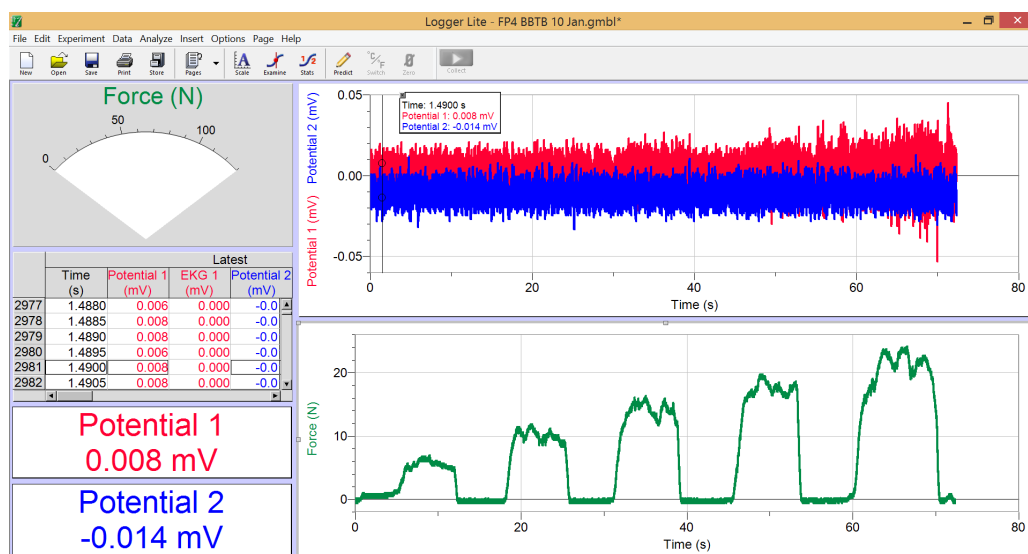 Logger Lite - FP4 BBTB 10 Jan.gmbl*
File Edit Experiment Data Analyze Insert Options Page Help
New Open Save Print Store Pages Scale Examine Stats Predict Switch Zero Collect
Force (N)
0 50 100
Latest
Time Potential 1 EKG 1 Potential 2
(s) (mV) (mV) (mV)
2977 1.4880 0.006 0.000 -0.0
2978 1.4885 0.008 0.000 -0.0
2979 1.4890 0.008 0.000 -0.0
2980 1.4895 0.006 0.000 -0.0
2981 1.4900 0.008 0.000 -0.0
2982 1.4905 0.008 0.000 -0.0
Potential 1
0.008 mV
Potential 2
-0.014 mV
Potential 1 (mV) Potential 2 (mV)
0.05
0.00
-0.05
Time: 1.4900 s
Potential 1: 0.008 mV
Potential 2: -0.014 mV
0 20 40 60 80
Time (s)
Force (N)
20
10
0
0 20 40 60 80
Time (s)